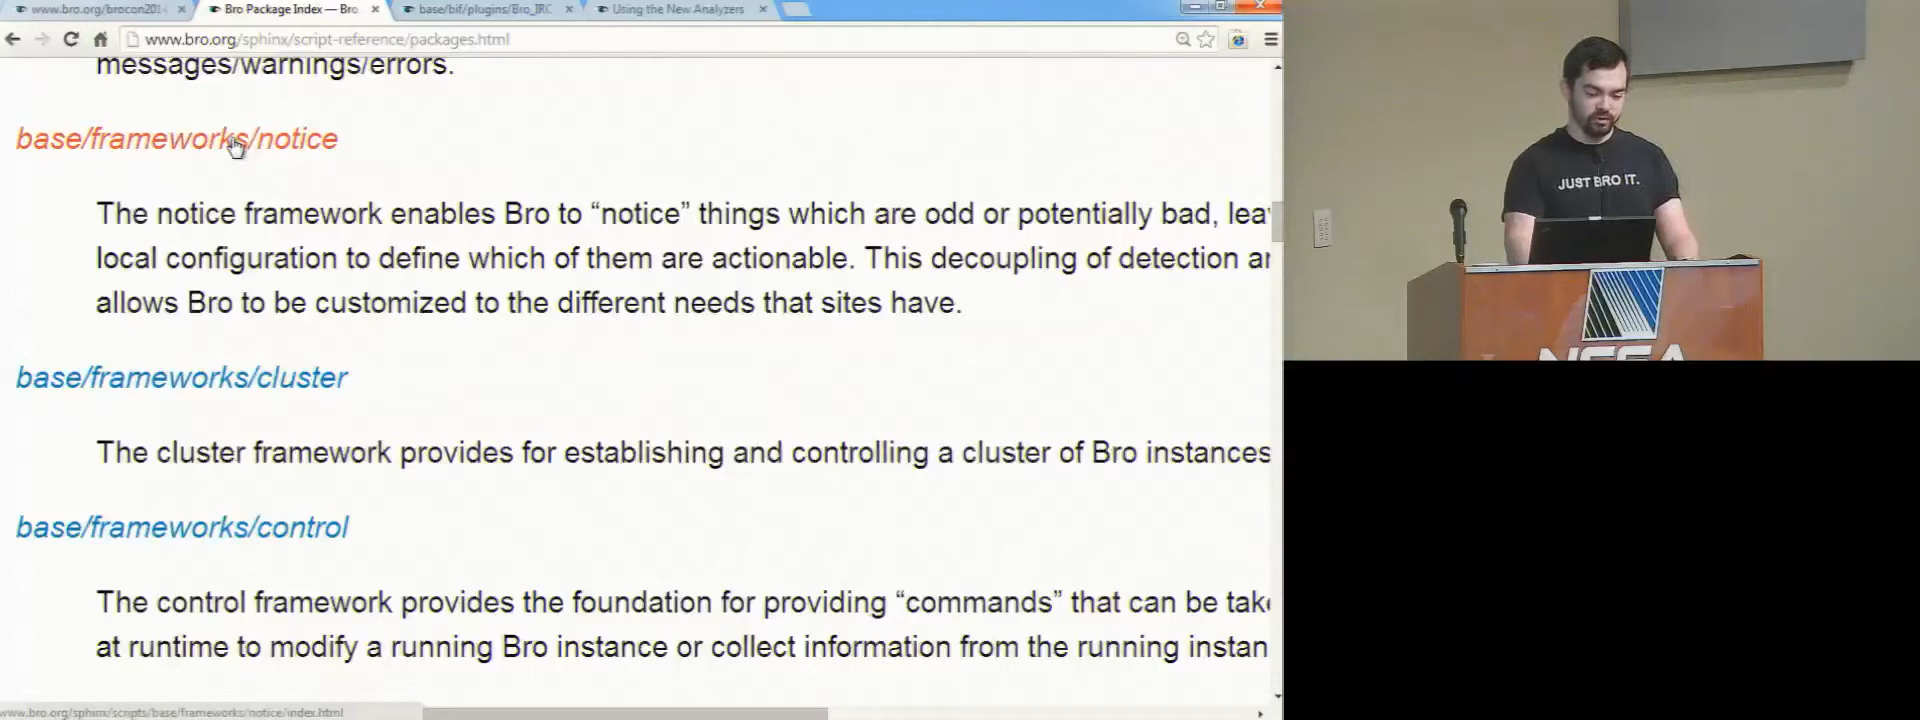 www.bro.org/brocon201
Bro Package Index — Bro
base/bif/plugins/Bro_IRC
Using the New Analyzers
www.bro.org/sphinx/script-reference/packages.html
messages/warnings/errors.
base/frameworks/notice
The notice framework enables Bro to “notice” things which are odd or potentially bad, lea
local configuration to define which of them are actionable. This decoupling of detection a
allows Bro to be customized to the different needs that sites have.
base/frameworks/cluster
The cluster framework provides for establishing and controlling a cluster of Bro instances
base/frameworks/control
The control framework provides the foundation for providing “commands” that can be take
at runtime to modify a running Bro instance or collect information from the running instan
www.bro.org/sphinx/scripts/base/frameworks/notice/index.html
JUST BRO IT.
NCSA